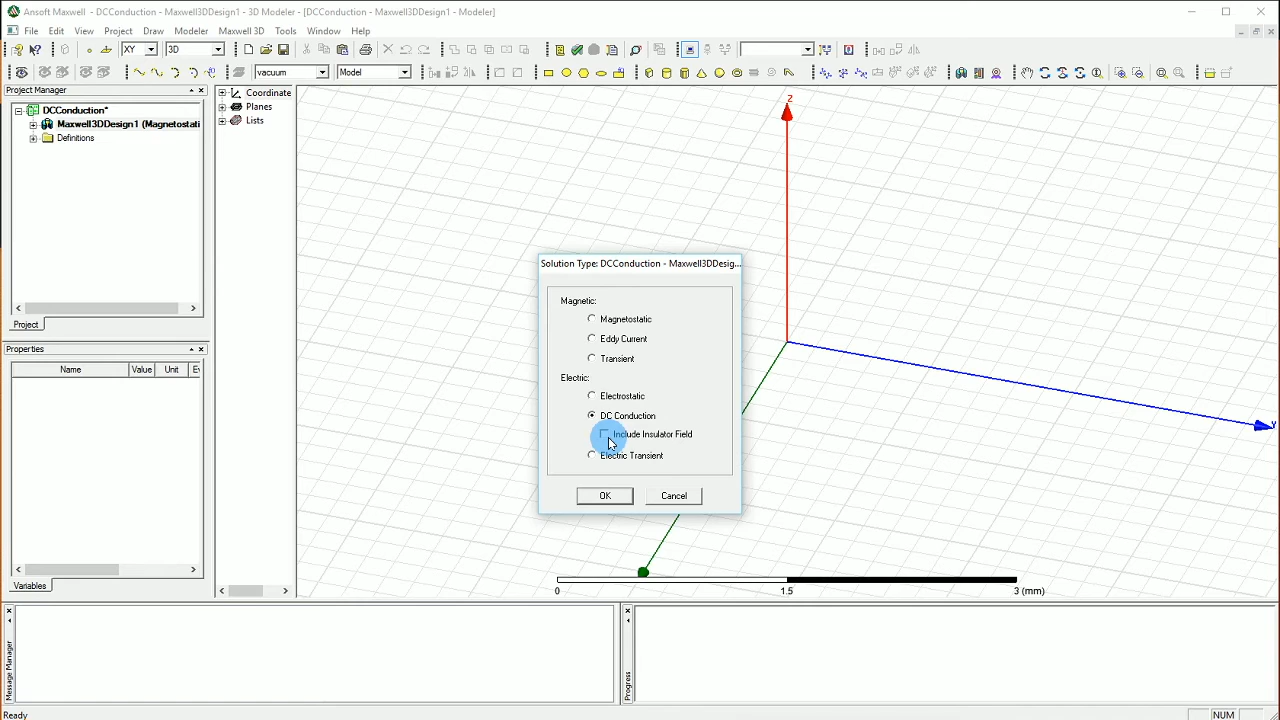 Ansoft Maxwell - DCConduction - Maxwell3DDesign1 - 3D Modeler - [DCConduction - Maxwell3DDesign1 - Modeler]
File Edit View Project Draw Modeler Maxwell 3D Tools Window Help
XY 3D
vacuum Model
Project Manager
DCConduction*
Maxwell3DDesign1 (Magnetostati
Definitions
Project
Coordinate
Planes
Lists
Properties
Name Value Unit Ev
Variables
Z
Y
0 1.5 3 (mm)
Solution Type: DCConduction - Maxwell3DDesig...
Magnetic:
Magnetostatic
Eddy Current
Transient
Electric:
Electrostatic
DC Conduction
Include Insulator Field
Electric Transient
OK Cancel
Message Manager
Progress
Ready NUM